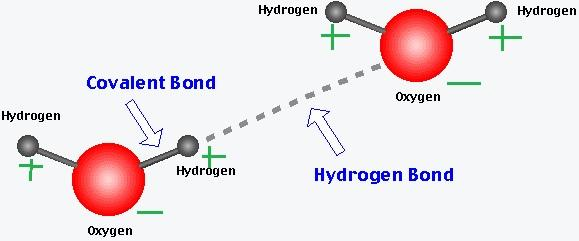 Hydrogen
Hydrogen
+
+
Covalent Bond
—
Oxygen
Hydrogen
+
+
Hydrogen
Hydrogen Bond
—
Oxygen